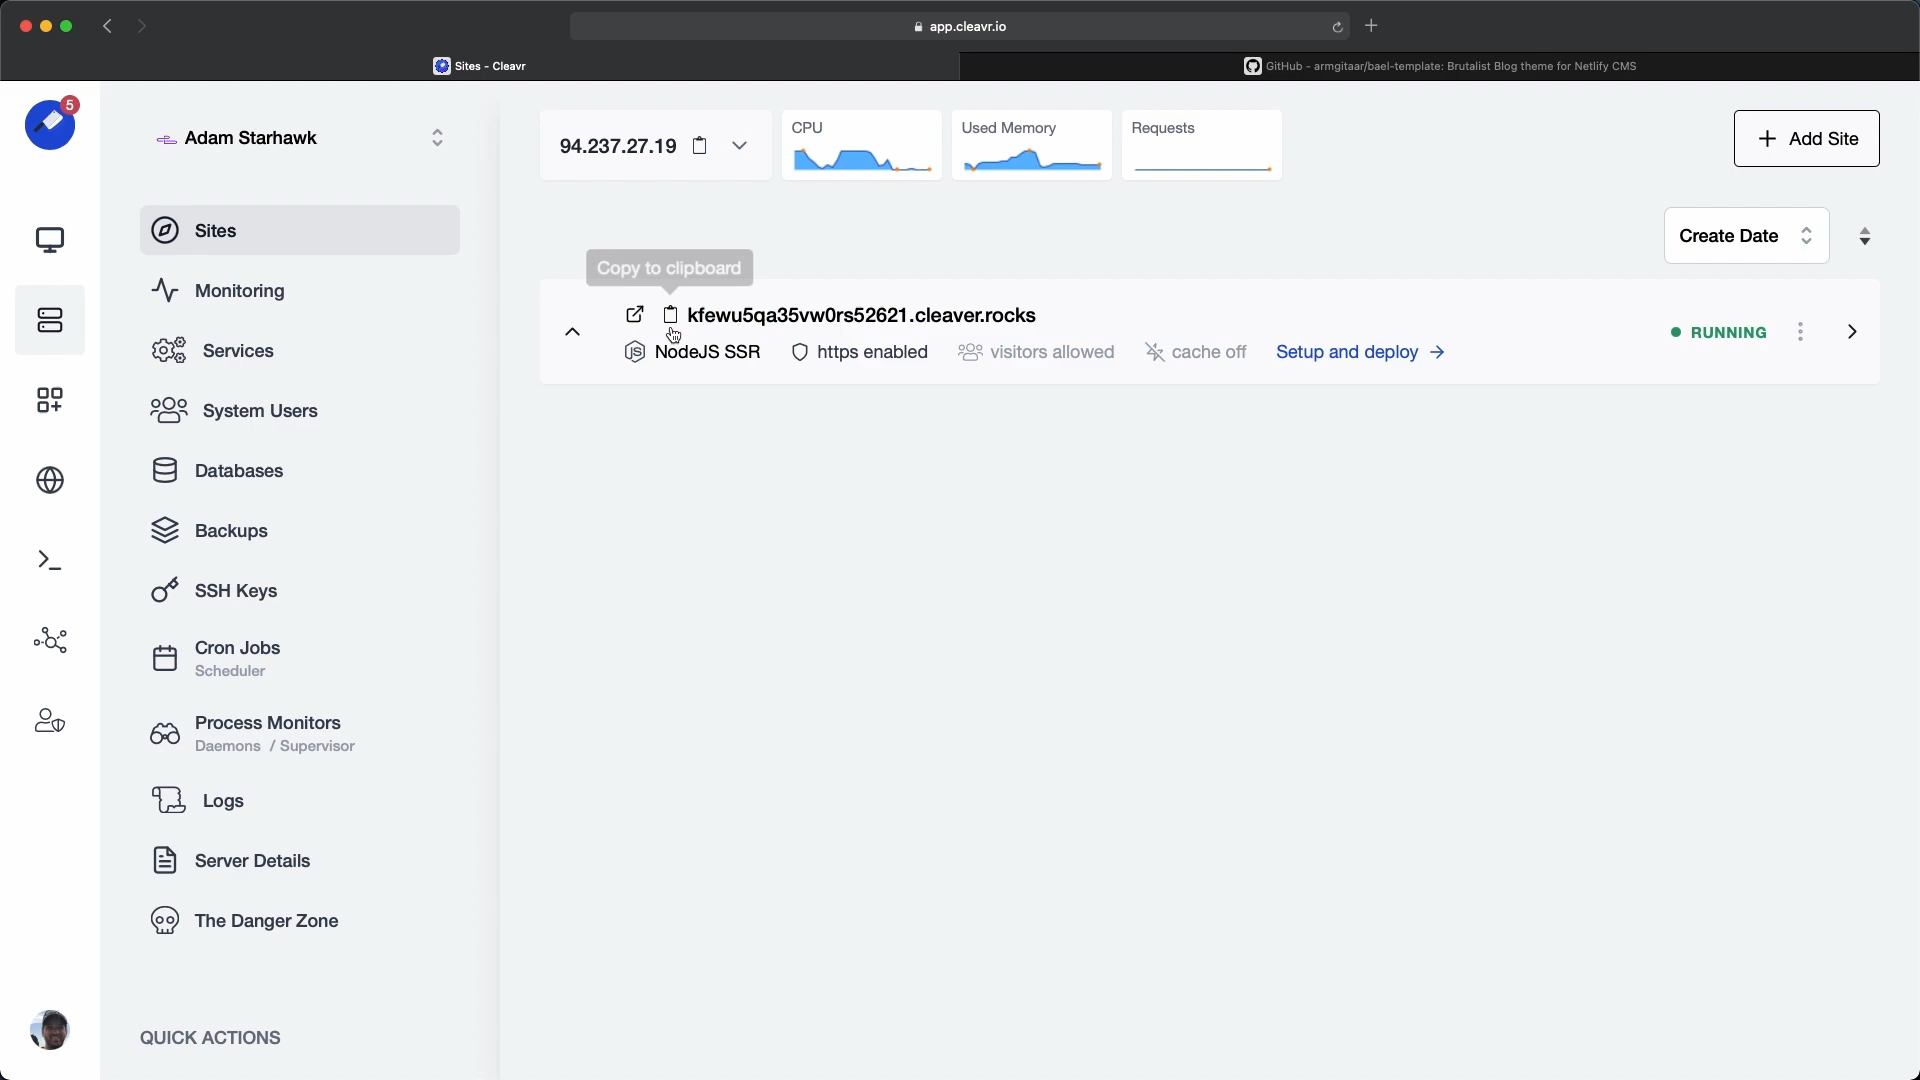 app.cleavr.io
Sites - Cleavr
GitHub - armgitaar/bael-template: Brutalist Blog theme for Netlify CMS
5
Adam Starhawk
94.237.27.19
CPU
Used Memory
Requests
Add Site
Sites
Create Date
Copy to clipboard
Monitoring
kfewu5qa35vw0rs52621.cleaver.rocks
RUNNING
NodeJS SSR
https enabled
visitors allowed
cache off
Setup and deploy
Services
System Users
Databases
Backups
SSH Keys
Cron Jobs
Scheduler
Process Monitors
Daemons / Supervisor
Logs
Server Details
The Danger Zone
QUICK ACTIONS